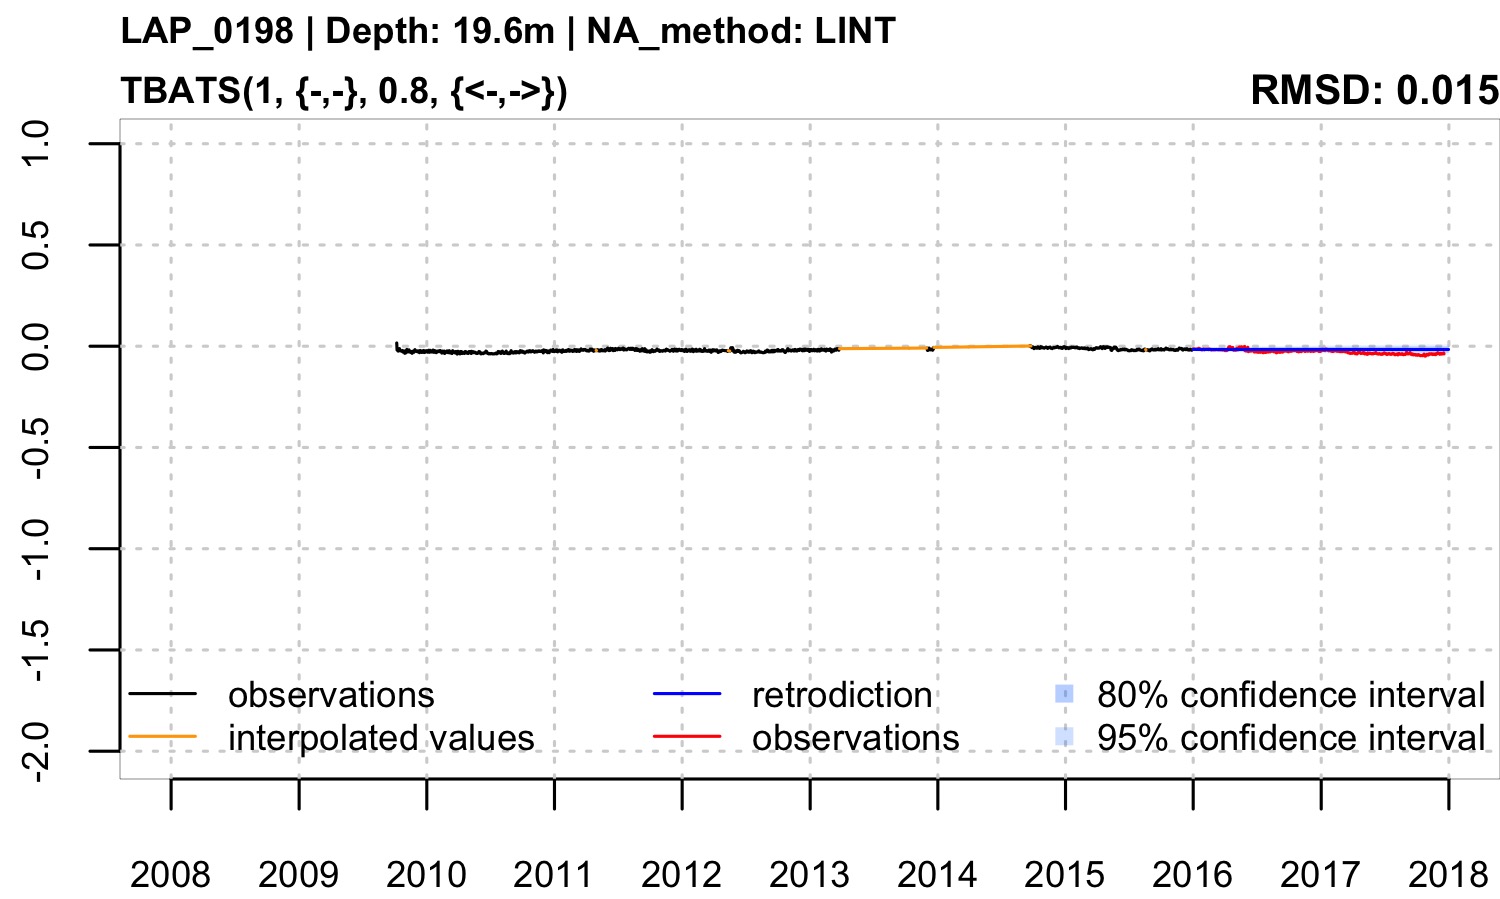 LAP_0198 | Depth: 19.6m | NA_method: LINT
TBATS(1, {-,-}, 0.8, {<-,->})
RMSD: 0.015
1.0
0.5
0.0
-0.5
-1.0
-1.5
-2.0
observations
interpolated values
retrodiction
observations
80% confidence interval
95% confidence interval
2008 2009 2010 2011 2012 2013 2014 2015 2016 2017 2018